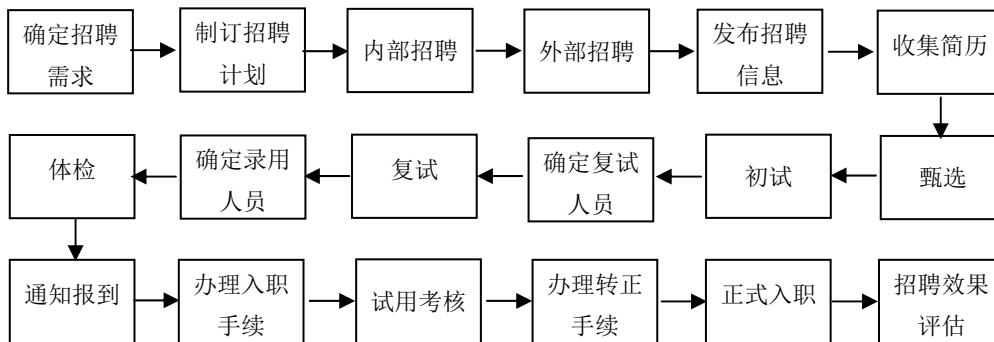 确定招聘
需求
制订招聘
计划
内部招聘
外部招聘
发布招聘
信息
收集简历
体检
确定录用
人员
复试
确定复试
人员
初试
甄选
通知报到
办理入职
手续
试用考核
办理转正
手续
正式入职
招聘效果
评估